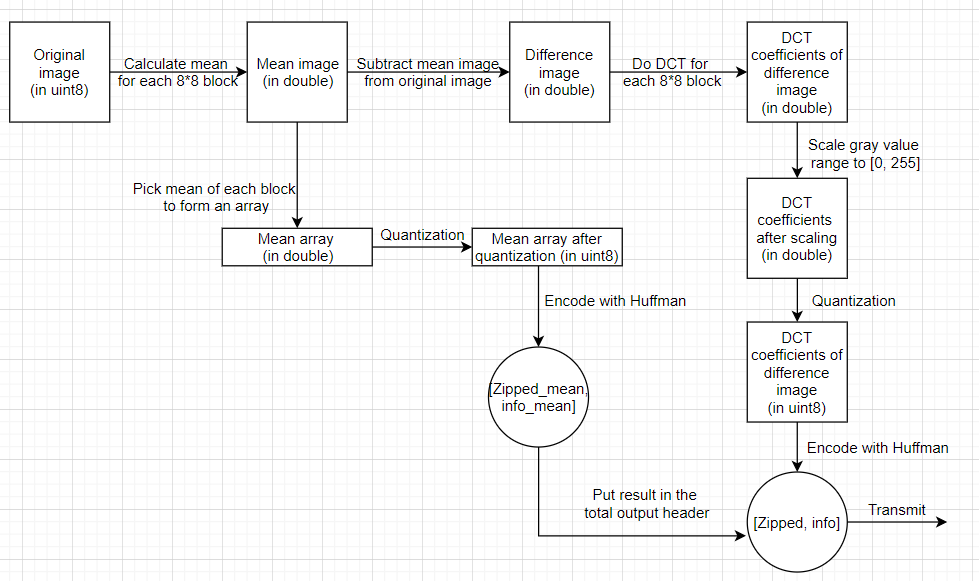 Original
image
(in uint8)
Calculate mean
for each 8*8 block
Mean image
(in double)
Subtract mean image
from original image
Difference
image
(in double)
Do DCT for
each 8*8 block
DCT
coefficients of
difference
image
(in double)
Scale gray value
range to [0, 255]
Pick mean of each block
to form an array
DCT
coefficients
after scaling
(in double)
Mean array
(in double)
Quantization
Mean array after
quantization (in uint8)
Encode with Huffman
Quantization
DCT
coefficients of
difference
image
(in uint8)
[Zipped_mean,
info_mean]
Encode with Huffman
Put result in the
total output header
[Zipped, info]
Transmit